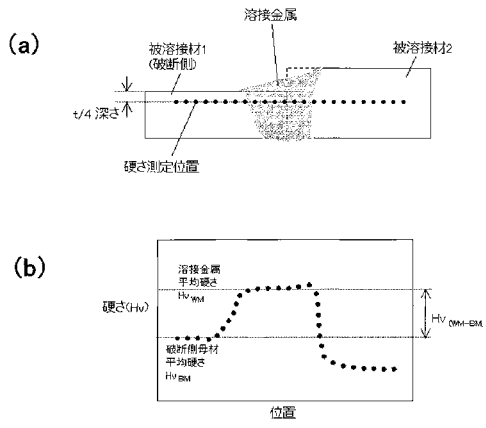 (a)
溶接金属
被溶接材1
(破断側)
被溶接材2
t/4 深さ
硬さ測定位置
(b)
溶接金属
平均硬さ
Hv WM
硬さ(Hv)
Hv (WM-BM)
破断側母材
平均硬さ
Hv BM
位置